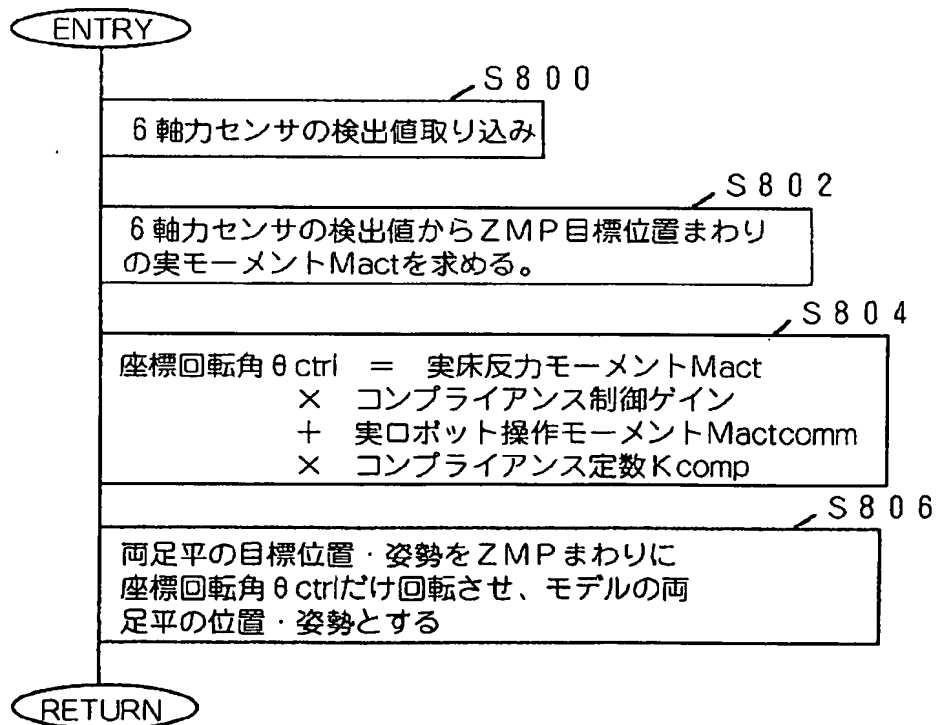 ENTRY
S800
6軸力センサの検出値取り込み
S802
6軸力センサの検出値からZMP目標位置まわり
の実モーメントMactを求める。
S804
座標回転角θctrl = 実床反力モーメントMact
× コンプライアンス制御ゲイン
+ 実ロボット操作モーメントMactcomm
× コンプライアンス定数Kcomp
S806
両足平の目標位置・姿勢をZMPまわりに
座標回転角θctrlだけ回転させ、モデルの両
足平の位置・姿勢とする
RETURN